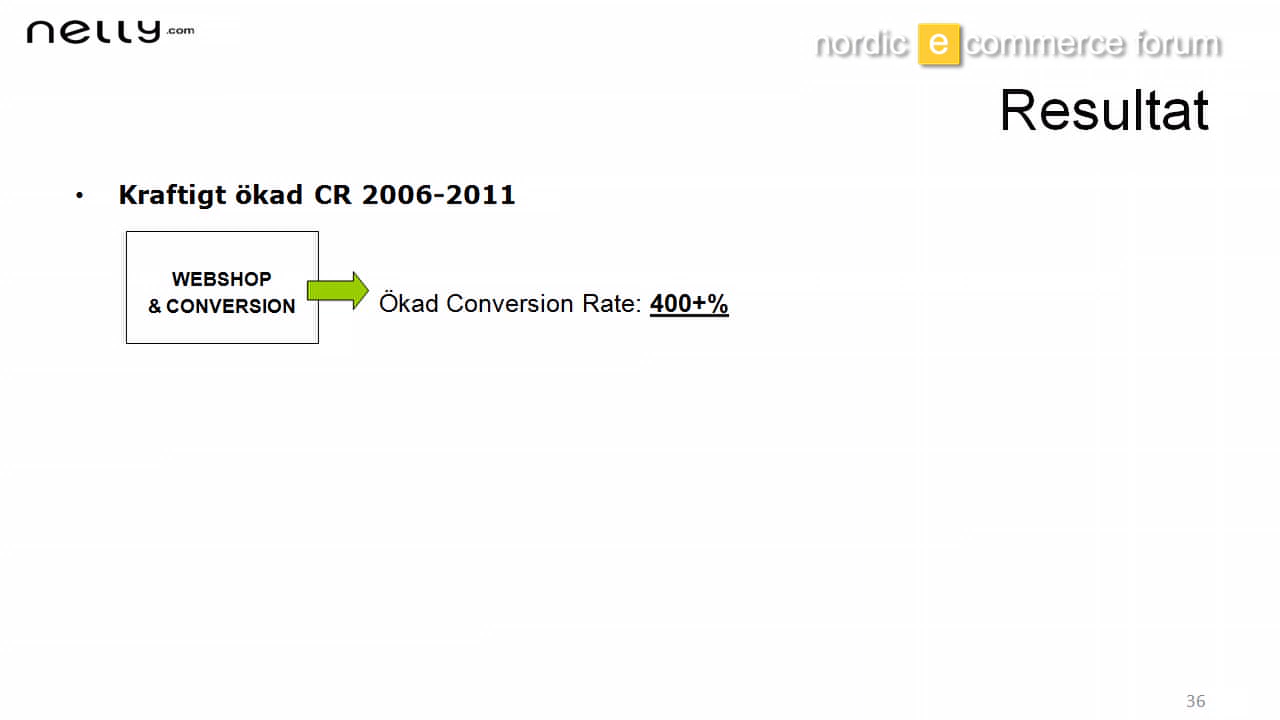 nelly.com
nordic e commerce forum
Resultat
• Kraftigt ökad CR 2006-2011
WEBSHOP
& CONVERSION
Ökad Conversion Rate: 400+%
36